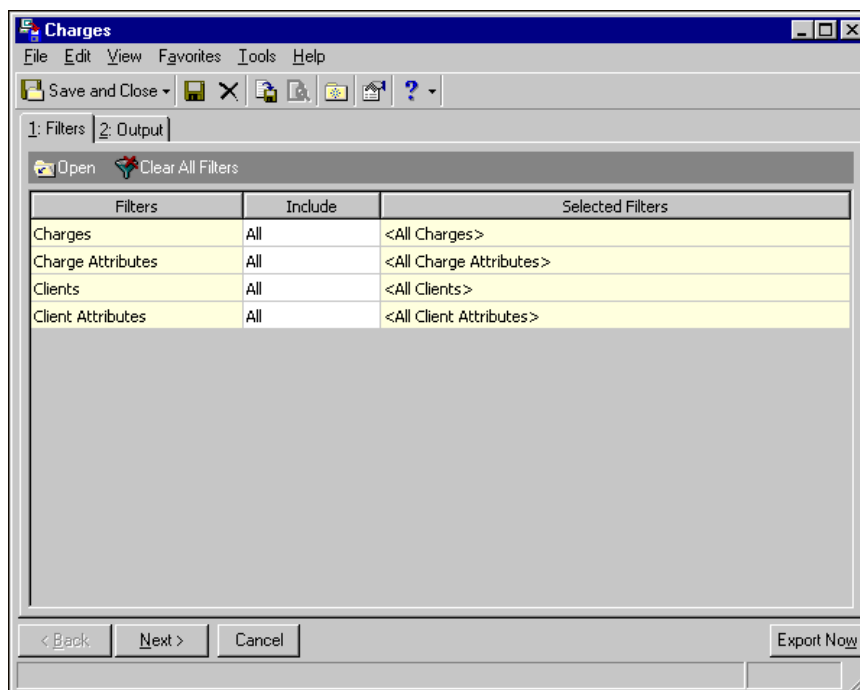 Charges
File Edit View Favorites Tools Help
Save and Close ?
1: Filters 2: Output
Open Clear All Filters
Filters Include Selected Filters
Charges All <All Charges>
Charge Attributes All <All Charge Attributes>
Clients All <All Clients>
Client Attributes All <All Client Attributes>
< Back Next > Cancel Export Now